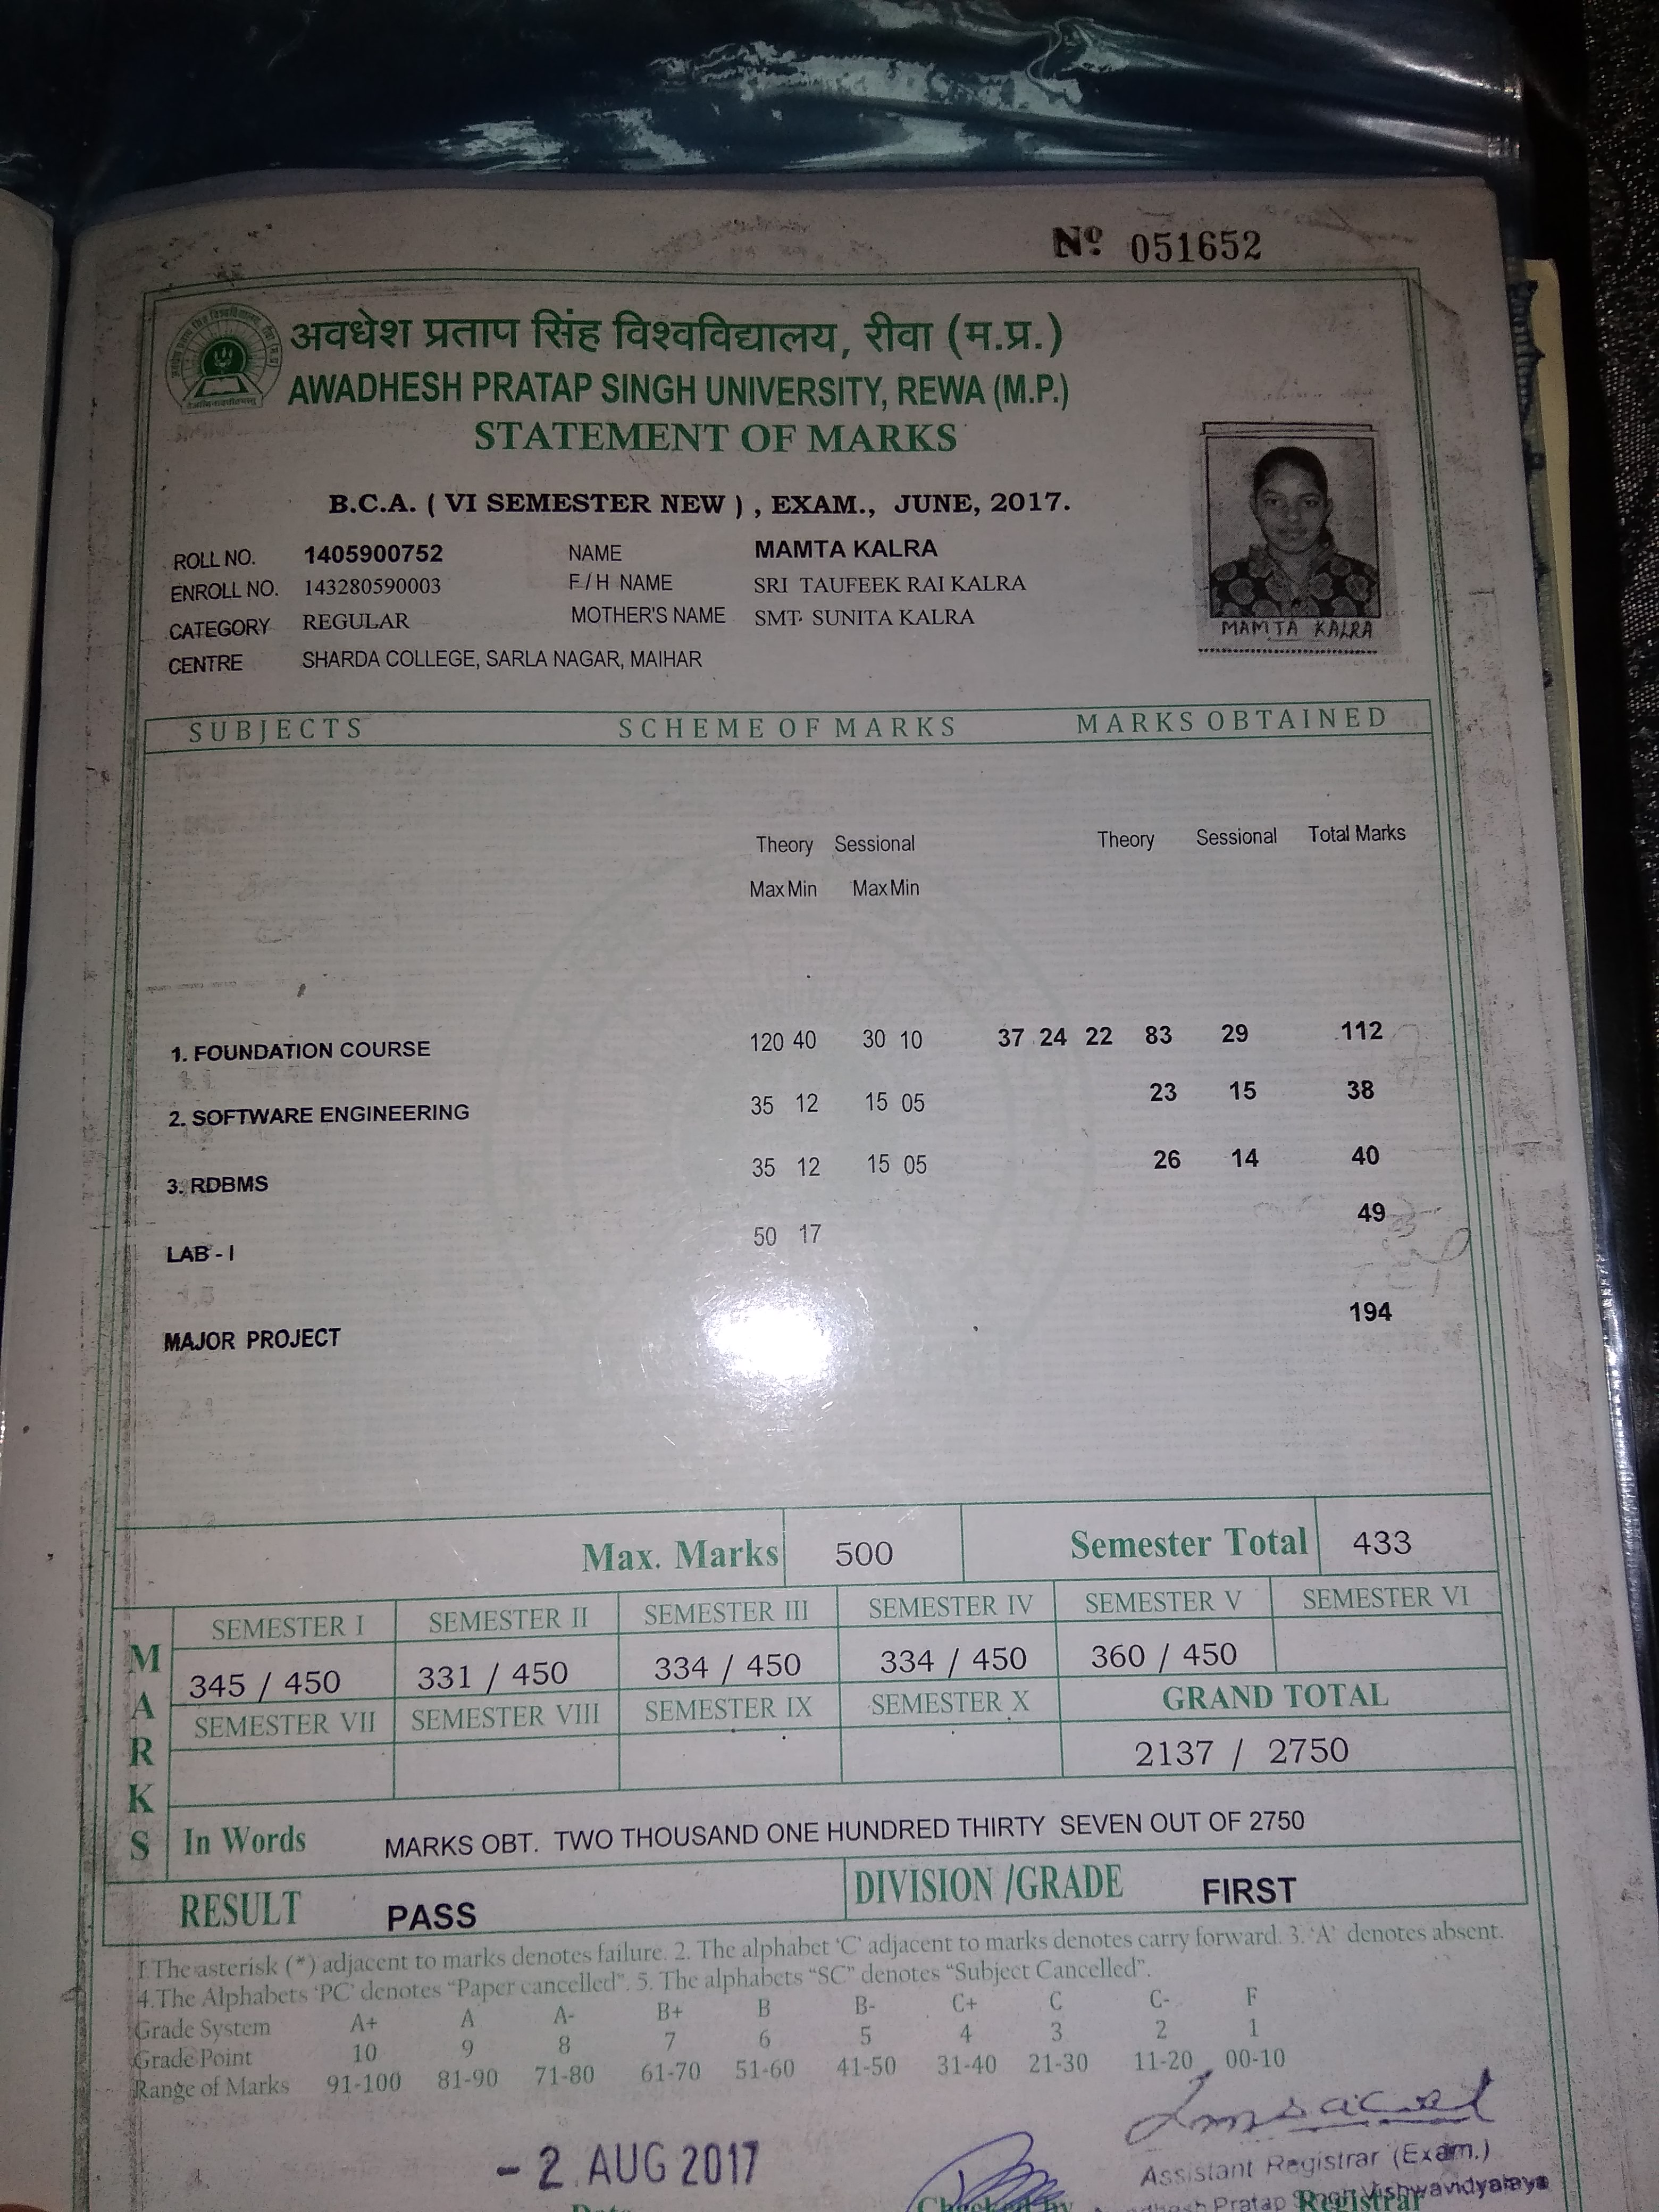 Nº 051652
अवधेश प्रताप सिंह विश्वविद्यालय, रीवा (म.प्र.)
AWADHESH PRATAP SINGH UNIVERSITY, REWA (M.P.)
STATEMENT OF MARKS
B.C.A. ( VI SEMESTER NEW ) , EXAM., JUNE, 2017.
ROLL NO. 1405900752 NAME MAMTA KALRA
ENROLL NO. 143280590003 F/H NAME SRI TAUFEEK RAI KALRA
CATEGORY REGULAR MOTHER'S NAME SMT. SUNITA KALRA
MAMTA KALRA
CENTRE SHARDA COLLEGE, SARLA NAGAR, MAIHAR
SUBJECTS SCHEME OF MARKS MARKS OBTAINED
Theory Sessional Theory Sessional Total Marks
Max Min Max Min
1. FOUNDATION COURSE 120 40 30 10 37 24 22 83 29 112
2. SOFTWARE ENGINEERING 35 12 15 05 23 15 38
3. RDBMS 35 12 15 05 26 14 40
LAB - I 50 17 49
MAJOR PROJECT 194
Max. Marks 500 Semester Total 433
MARKS
SEMESTER I SEMESTER II SEMESTER III SEMESTER IV SEMESTER V SEMESTER VI
345 / 450 331 / 450 334 / 450 334 / 450 360 / 450
SEMESTER VII SEMESTER VIII SEMESTER IX SEMESTER X GRAND TOTAL
2137 / 2750
In Words MARKS OBT. TWO THOUSAND ONE HUNDRED THIRTY SEVEN OUT OF 2750
RESULT PASS DIVISION /GRADE FIRST
1.The asterisk (*) adjacent to marks denotes failure. 2. The alphabet 'C' adjacent to marks denotes carry forward. 3. 'A' denotes absent.
4.The Alphabets 'PC' denotes "Paper cancelled". 5. The alphabets "SC" denotes "Subject Cancelled".
Grade System A+ A A- B+ B B- C+ C C- F
Grade Point 10 9 8 7 6 5 4 3 2 1
Range of Marks 91-100 81-90 71-80 61-70 51-60 41-50 31-40 21-30 11-20 00-10
- 2 AUG 2017
Assistant Registrar (Exam.)
Pratap Singh Vishwavidyalaya
Date Checked by Registrar